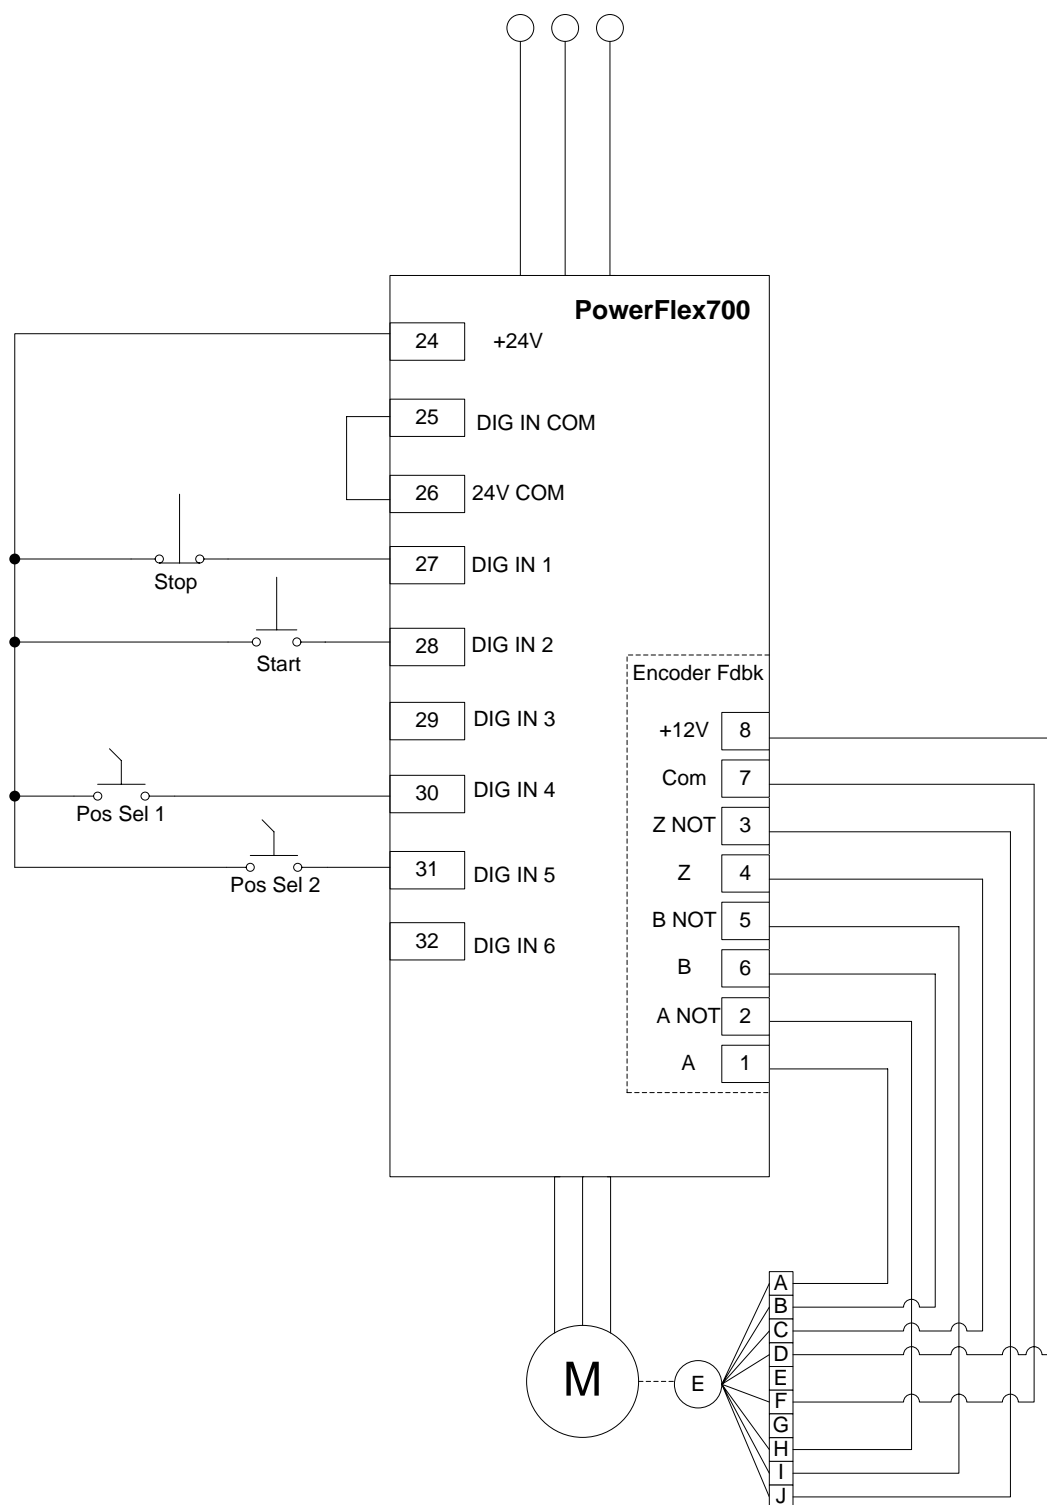 PowerFlex700
24 +24V
25 DIG IN COM
26 24V COM
27 DIG IN 1
Stop
28 DIG IN 2
Start
29 DIG IN 3
30 DIG IN 4
Pos Sel 1
31 DIG IN 5
Pos Sel 2
32 DIG IN 6
Encoder Fdbk
+12V 8
Com 7
Z NOT 3
Z 4
B NOT 5
B 6
A NOT 2
A 1
M
E
A
B
C
D
E
F
G
H
I
J